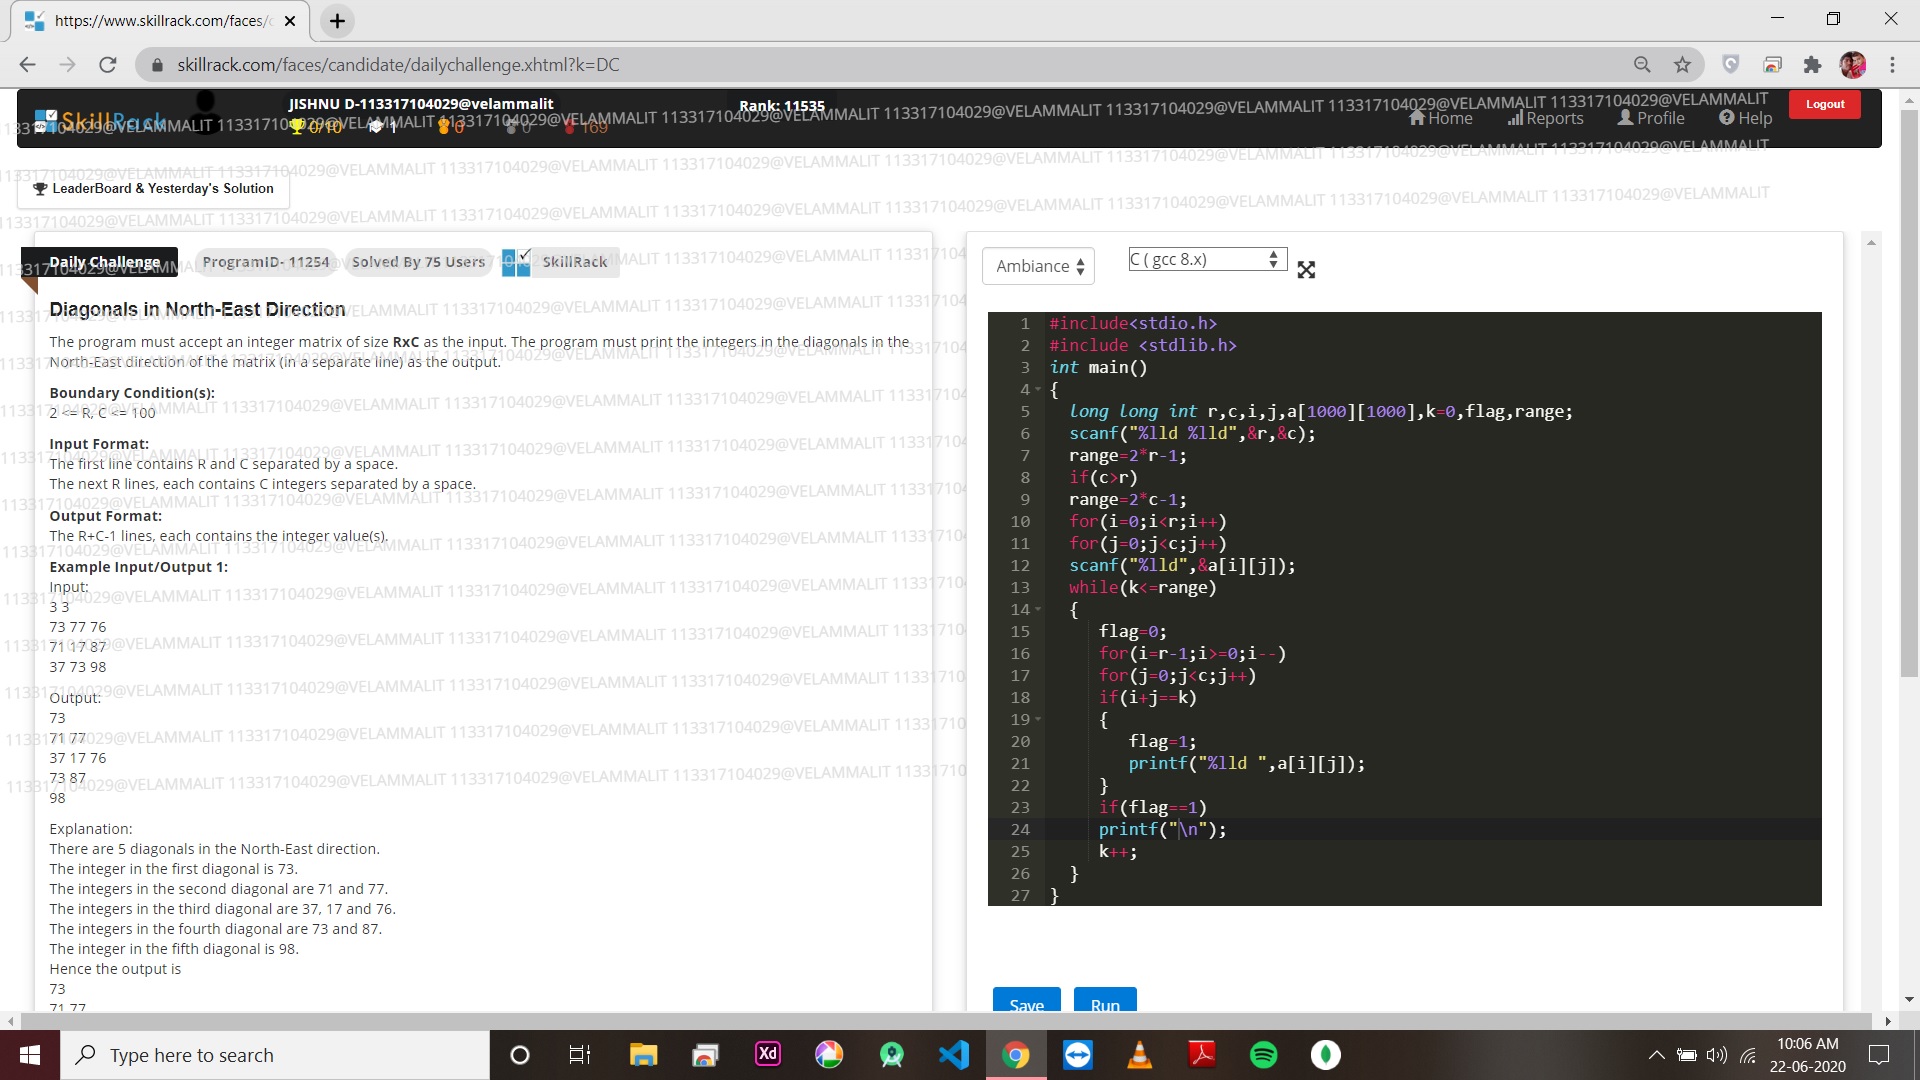 https://www.skillrack.com/faces/c
skillrack.com/faces/candidate/dailychallenge.xhtml?k=DC
SkillRack
JISHNU D-113317104029@velammalit
Rank: 11535
0/10 1 0 0 169
Home Reports Profile Help
Logout
113317104029@VELAMMALIT 113317104029@VELAMMALIT 113317104029@VELAMMALIT
LeaderBoard & Yesterday's Solution
Daily Challenge ProgramID- 11254 Solved By 75 Users SkillRack
Diagonals in North-East Direction
The program must accept an integer matrix of size RxC as the input. The program must print the integers in the diagonals in the
North-East direction of the matrix (in a separate line) as the output.
Boundary Condition(s):
2 <= R, C <= 100
Input Format:
The first line contains R and C separated by a space.
The next R lines, each contains C integers separated by a space.
Output Format:
The R+C-1 lines, each contains the integer value(s).
Example Input/Output 1:
Input:
3 3
73 77 76
71 17 87
37 73 98
Output:
73
71 77
37 17 76
73 87
98
Explanation:
There are 5 diagonals in the North-East direction.
The integer in the first diagonal is 73.
The integers in the second diagonal are 71 and 77.
The integers in the third diagonal are 37, 17 and 76.
The integers in the fourth diagonal are 73 and 87.
The integer in the fifth diagonal is 98.
Hence the output is
73
71 77
Ambiance C ( gcc 8.x)
1 #include<stdio.h>
2 #include <stdlib.h>
3 int main()
4 {
5 long long int r,c,i,j,a[1000][1000],k=0,flag,range;
6 scanf("%lld %lld",&r,&c);
7 range=2*r-1;
8 if(c>r)
9 range=2*c-1;
10 for(i=0;i<r;i++)
11 for(j=0;j<c;j++)
12 scanf("%lld",&a[i][j]);
13 while(k<=range)
14 {
15 flag=0;
16 for(i=r-1;i>=0;i--)
17 for(j=0;j<c;j++)
18 if(i+j==k)
19 {
20 flag=1;
21 printf("%lld ",a[i][j]);
22 }
23 if(flag==1)
24 printf("\n");
25 k++;
26 }
27 }
Save Run
Type here to search
Xd
10:06 AM
22-06-2020